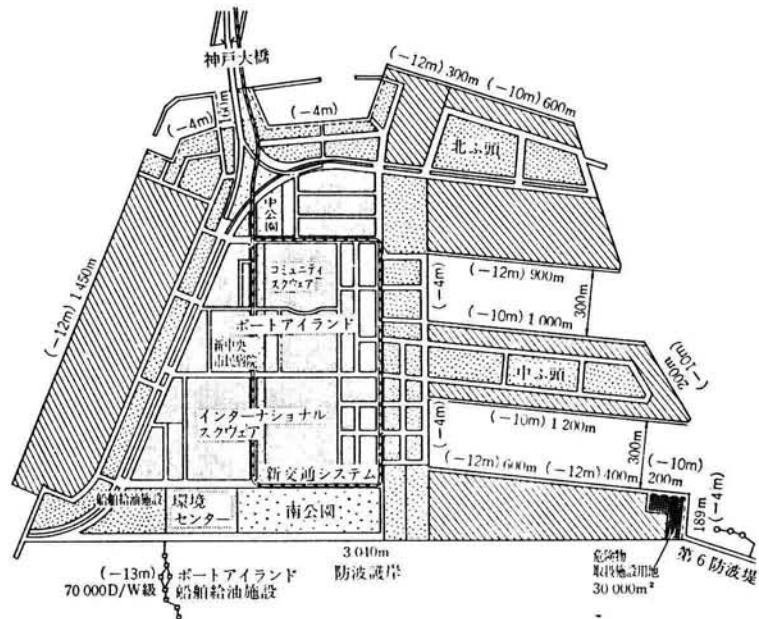 神戸大橋
(-12m) 300m (-10m) 600m
(-4m)
(-4m)
150m
北ふ頭
中公園
コミュニティ
スクウェア
(-12m) 900m
(-4m)
300m
(-12m) 1 450m
ポートアイランド
(-10m) 1 000m
新中央
市民病院
中ふ頭
200m
(-10m)
インターナショナル
スクウェア
(-10m) 1 200m
(-4m)
300m
新交通システム
(-12m) 600m (-12m) 400m
(-10m)
200m
船舶給油施設
環境
センター
南公園
189m
(-4m)
3 040m
防波護岸
危険物
取扱施設用地
30 000m²
第6防波堤
(-13m)
70 000D/W級
ポートアイランド
船舶給油施設